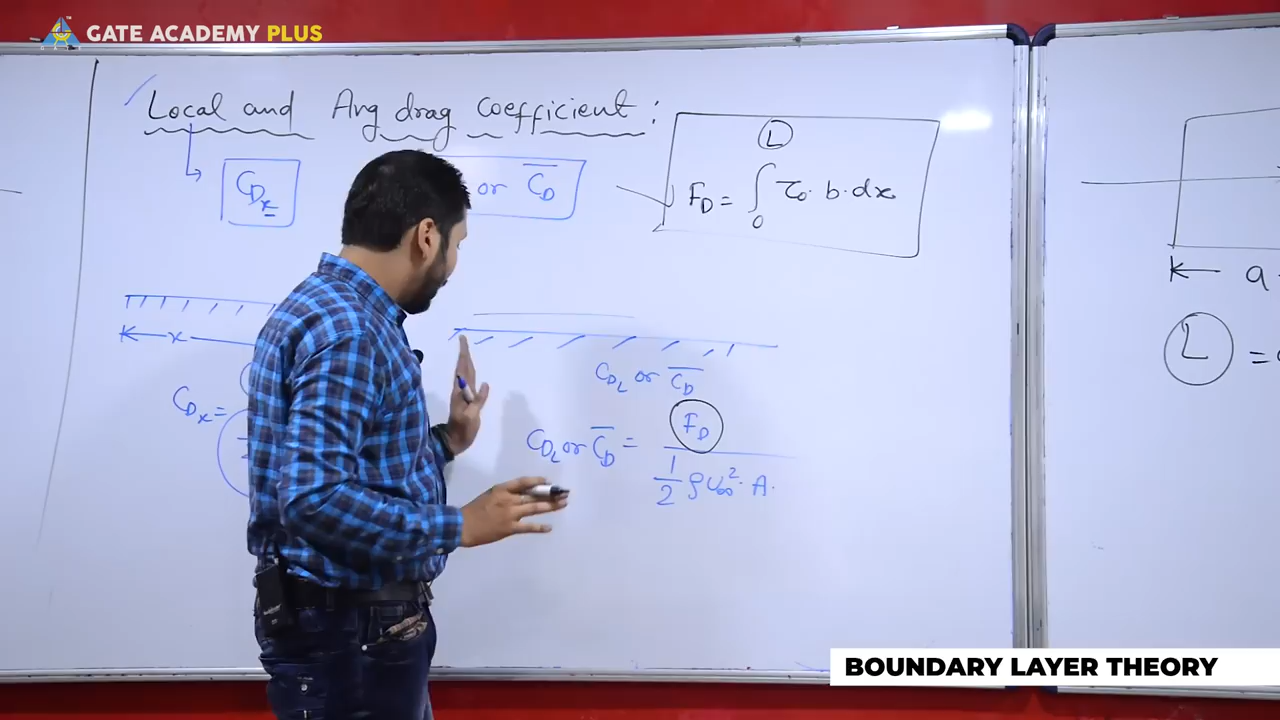 GATE ACADEMY PLUS
Local and Avg drag coefficient :
C_Dx
or C̅_D
L
F_D = ∫₀ τ₀ · b · dx
x
C_DL or C̅_D
C_Dx =
C_DL or C̅_D = F_D / (1/2 ρ U∞² · A ·)
a
L =
BOUNDARY LAYER THEORY